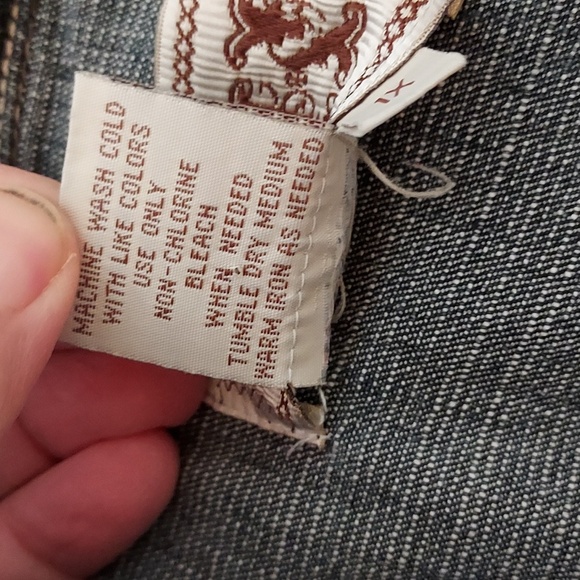 MACHINE WASH COLD
WITH LIKE COLORS
USE ONLY
NON-CHLORINE
BLEACH
WHEN NEEDED
TUMBLE DRY MEDIUM
WARM IRON AS NEEDED
1X